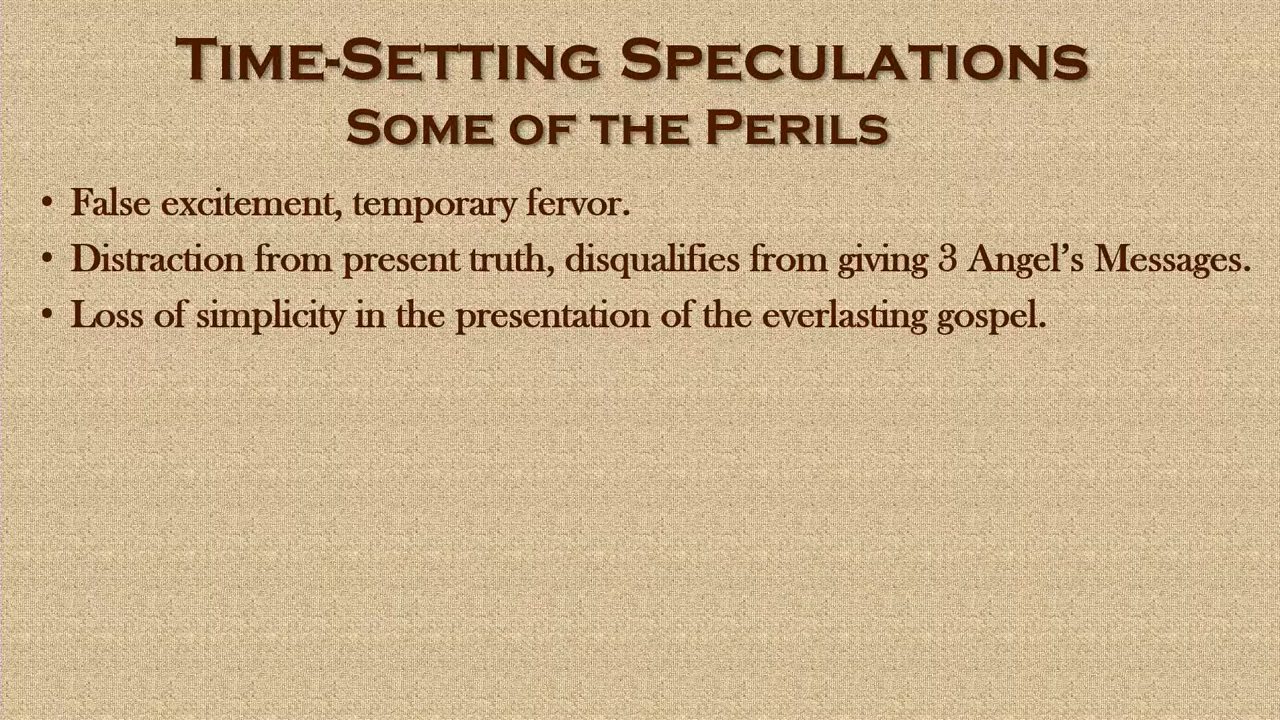 Time-Setting Speculations
Some of the Perils
• False excitement, temporary fervor.
• Distraction from present truth, disqualifies from giving 3 Angel’s Messages.
• Loss of simplicity in the presentation of the everlasting gospel.